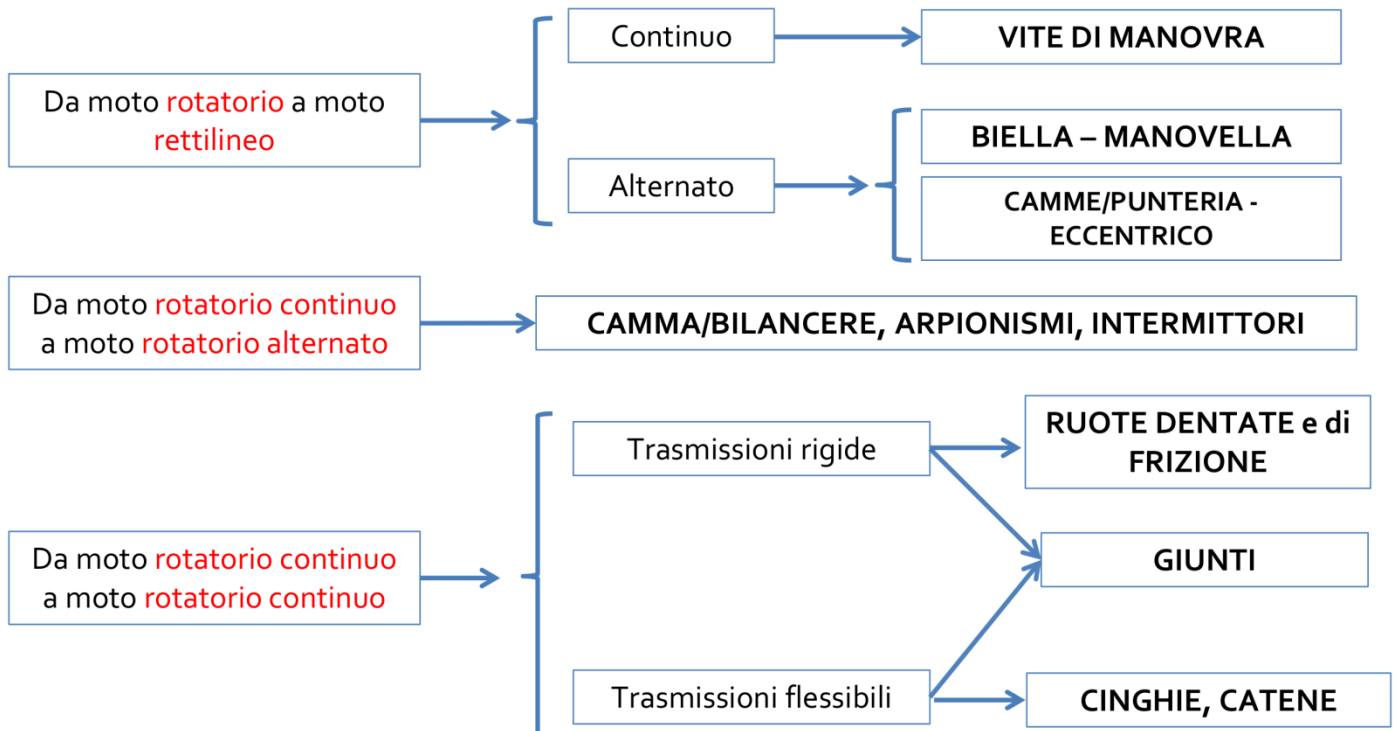 Continuo
VITE DI MANOVRA
Da moto rotatorio a moto
rettilineo
BIELLA – MANOVELLA
Alternato
CAMME/PUNTERIA -
ECCENTRICO
Da moto rotatorio continuo
a moto rotatorio alternato
CAMMA/BILANCERE, ARPIONISMI, INTERMITTORI
Trasmissioni rigide
RUOTE DENTATE e di
FRIZIONE
Da moto rotatorio continuo
a moto rotatorio continuo
GIUNTI
Trasmissioni flessibili
CINGHIE, CATENE